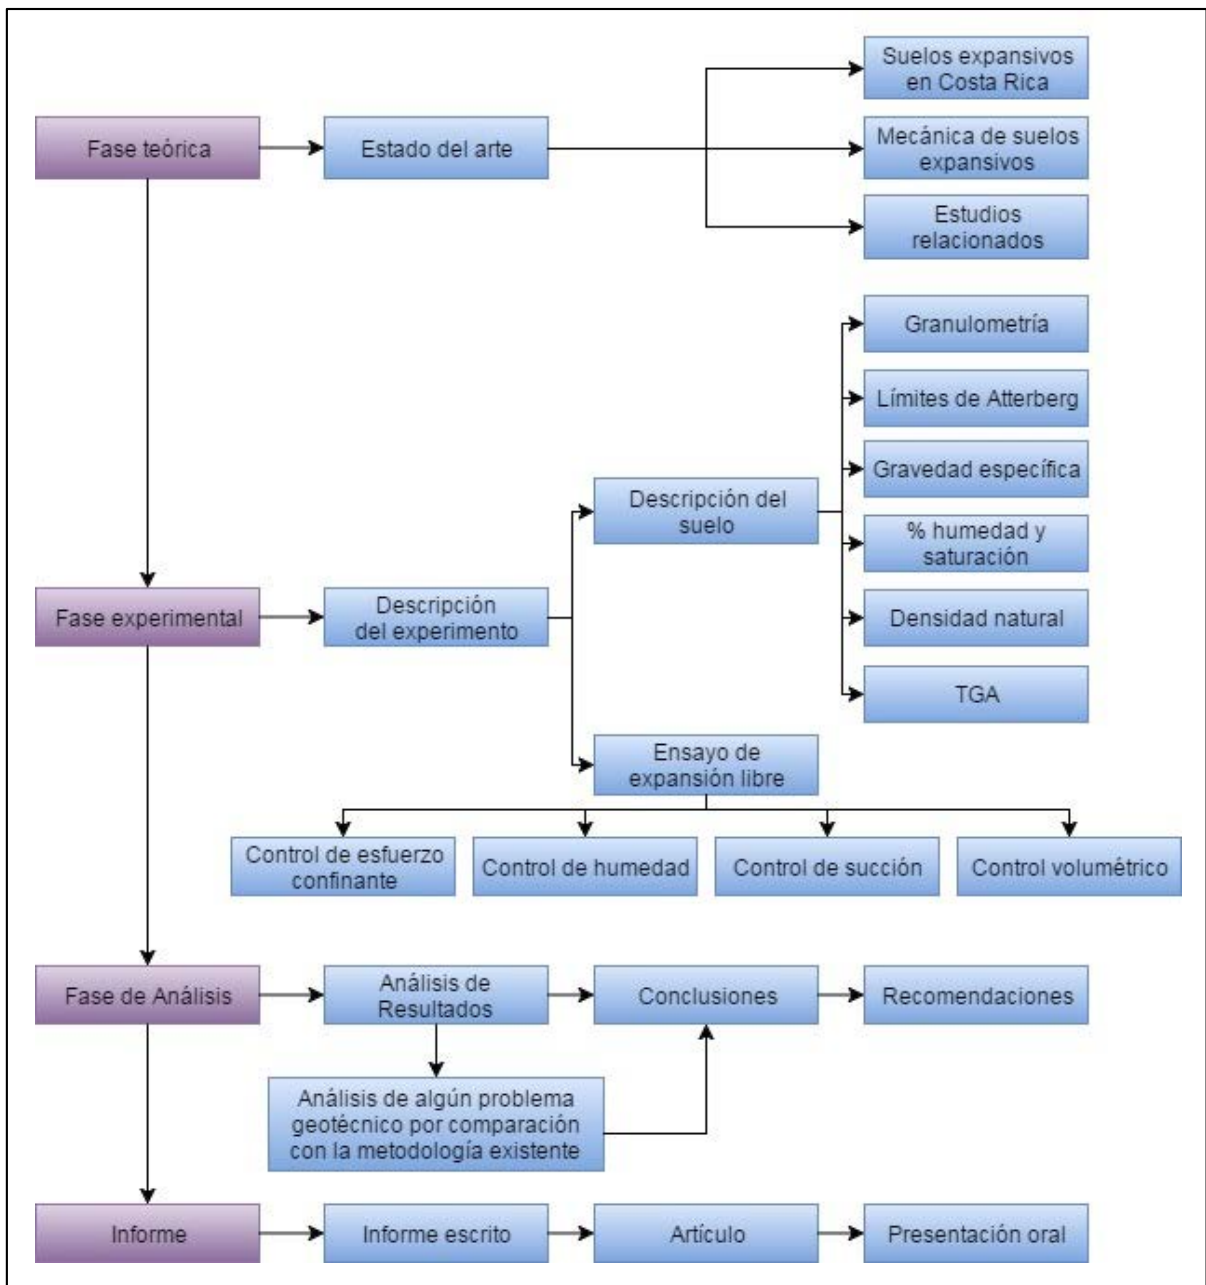 Fase teórica
Estado del arte
Suelos expansivos
en Costa Rica
Mecánica de suelos
expansivos
Estudios
relacionados
Granulometría
Límites de Atterberg
Gravedad específica
Descripción del
suelo
% humedad y
saturación
Fase experimental
Descripción
del experimento
Densidad natural
TGA
Ensayo de
expansión libre
Control de esfuerzo
confinante
Control de humedad
Control de succión
Control volumétrico
Fase de Análisis
Análisis de
Resultados
Conclusiones
Recomendaciones
Análisis de algún problema
geotécnico por comparación
con la metodología existente
Informe
Informe escrito
Artículo
Presentación oral